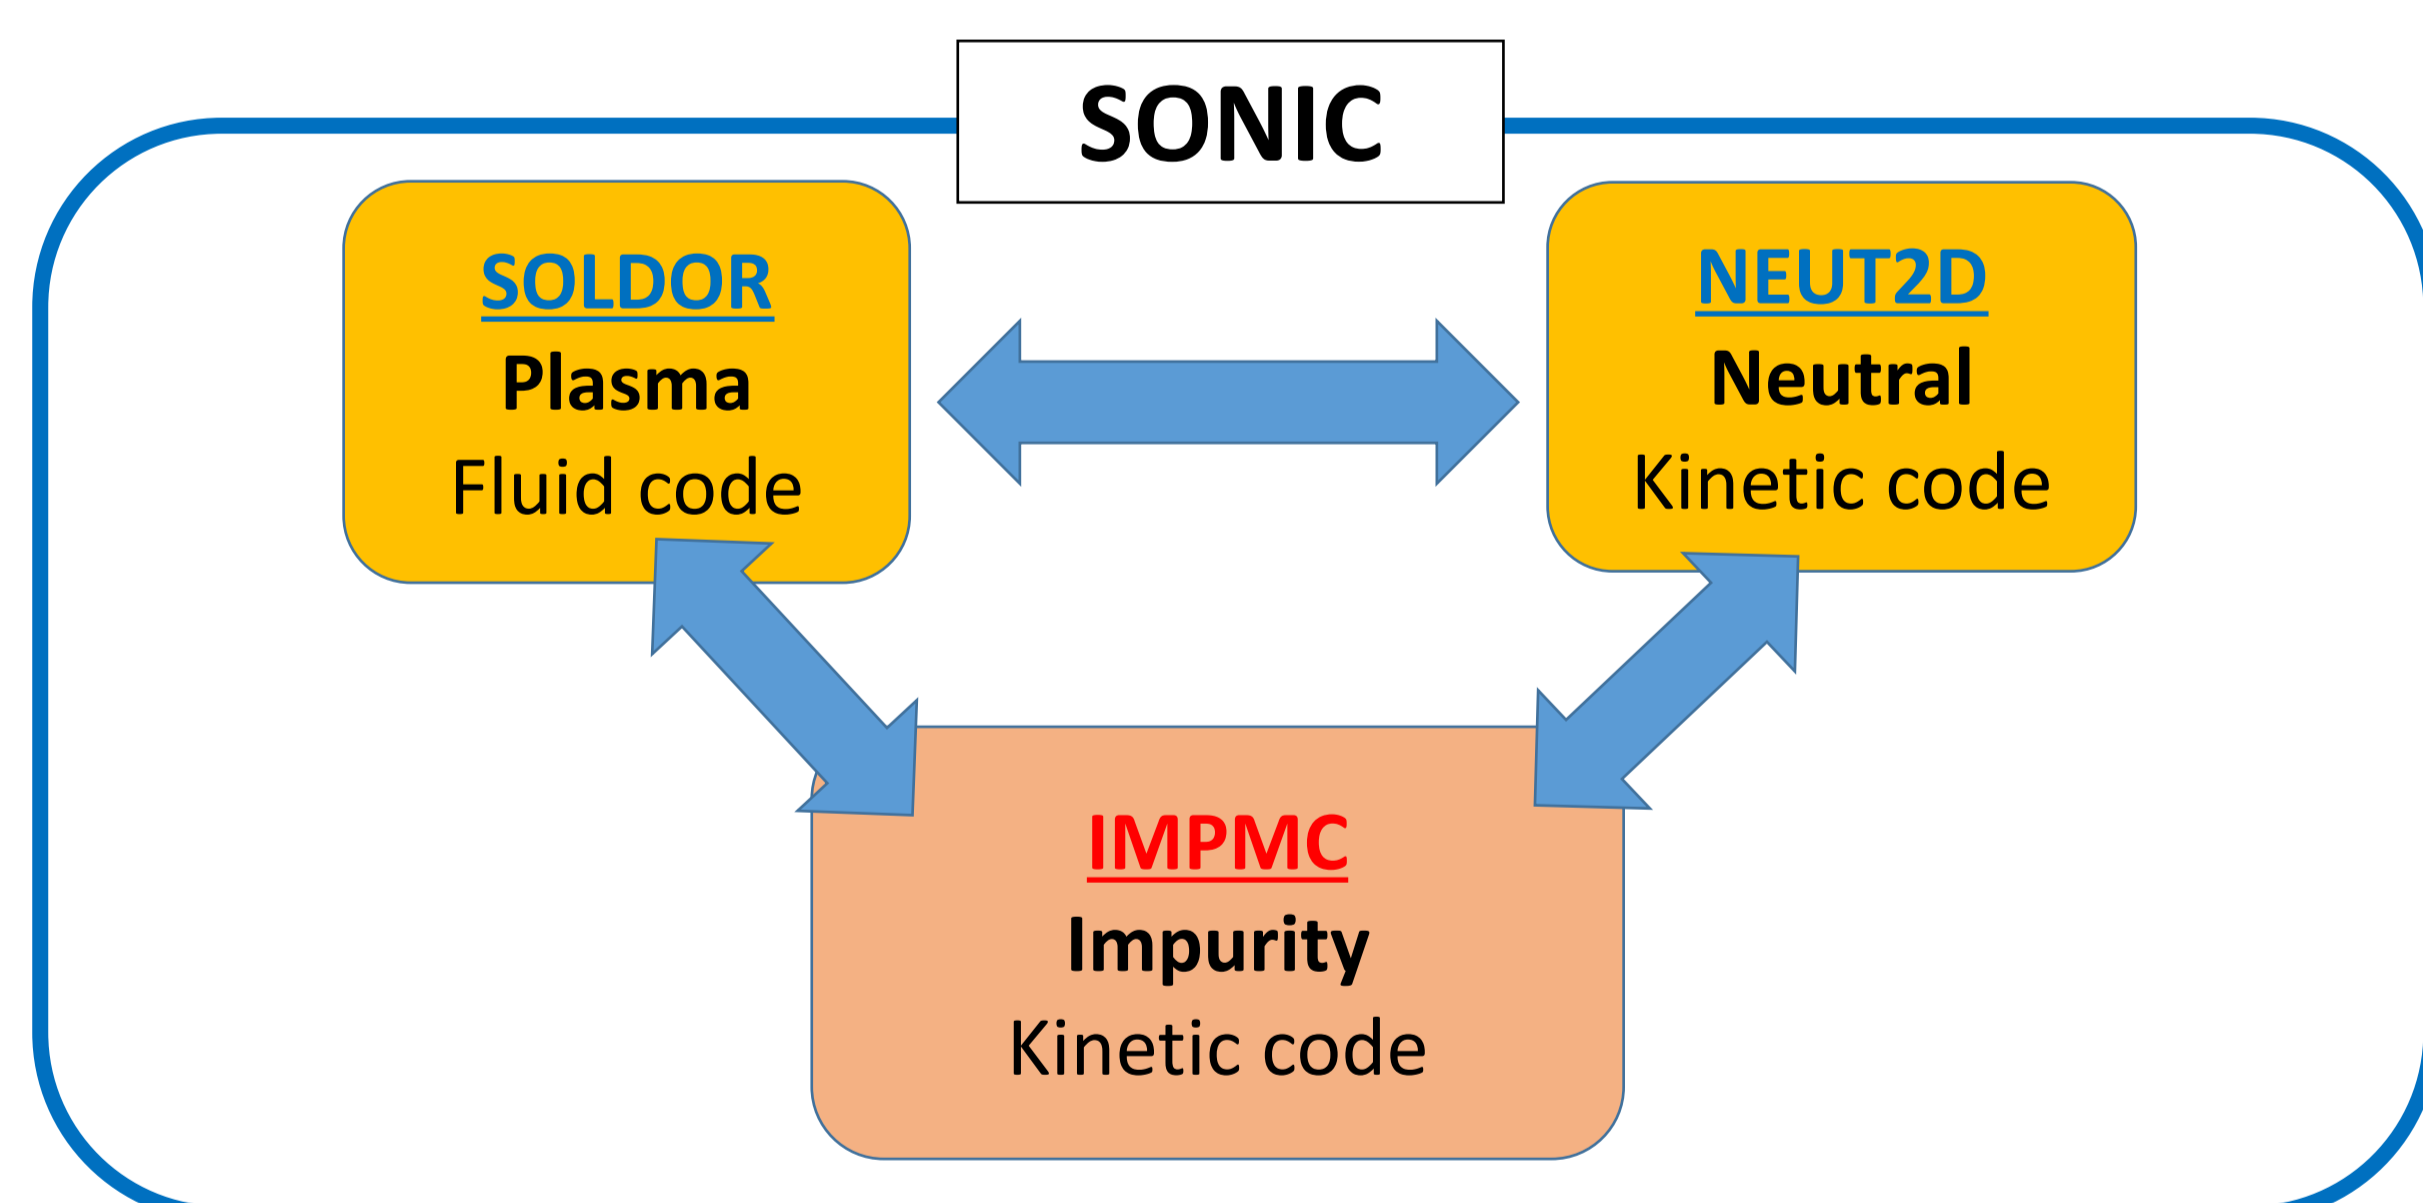 SONIC
SOLDOR
Plasma
Fluid code
NEUT2D
Neutral
Kinetic code
IMPMC
Impurity
Kinetic code